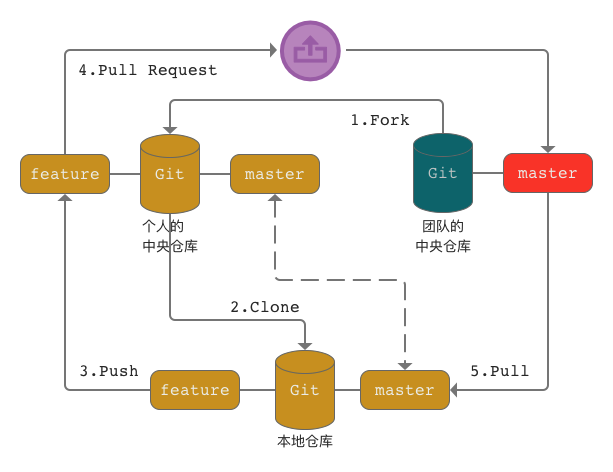 4.Pull Request
1.Fork
feature
Git
master
Git
master
个人的
中央仓库
团队的
中央仓库
2.Clone
3.Push
5.Pull
feature
Git
master
本地仓库